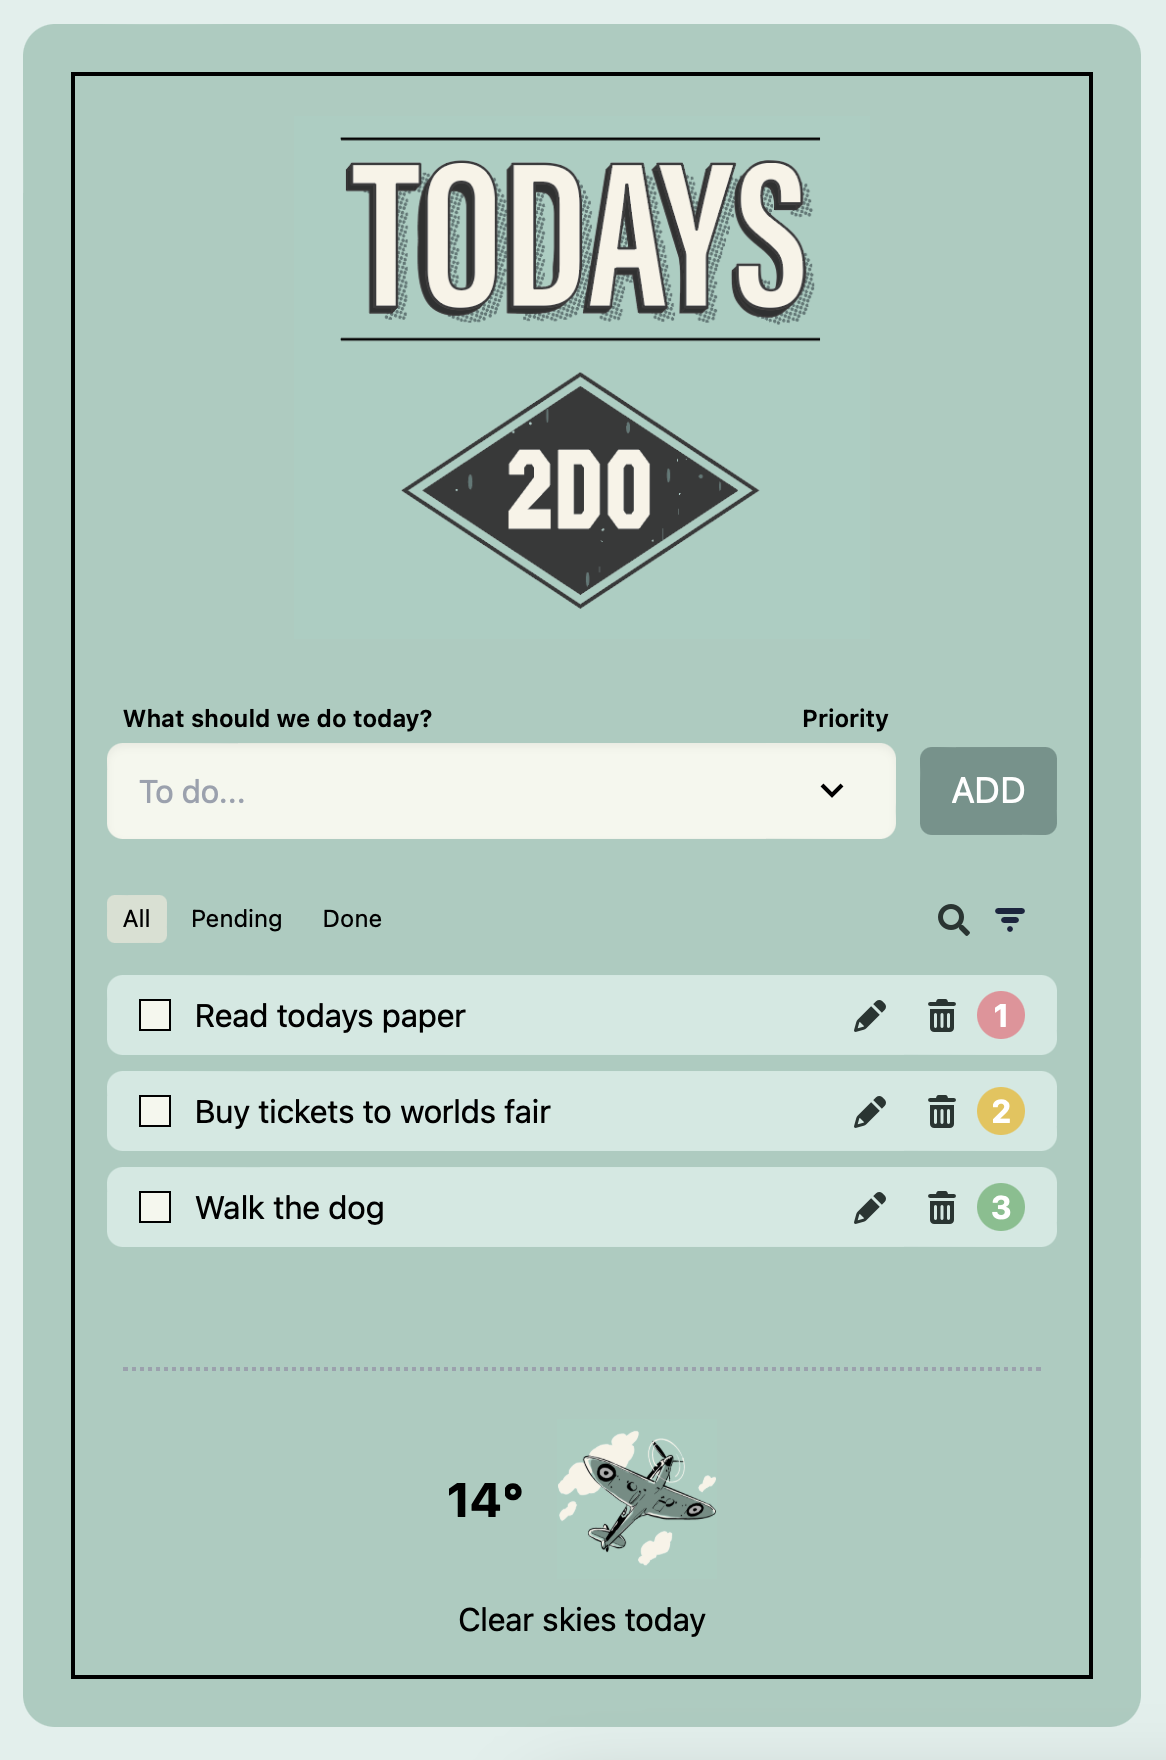 TODAYS
2DO
What should we do today? Priority
To do... ADD
All Pending Done
Read todays paper 1
Buy tickets to worlds fair 2
Walk the dog 3
14°
Clear skies today